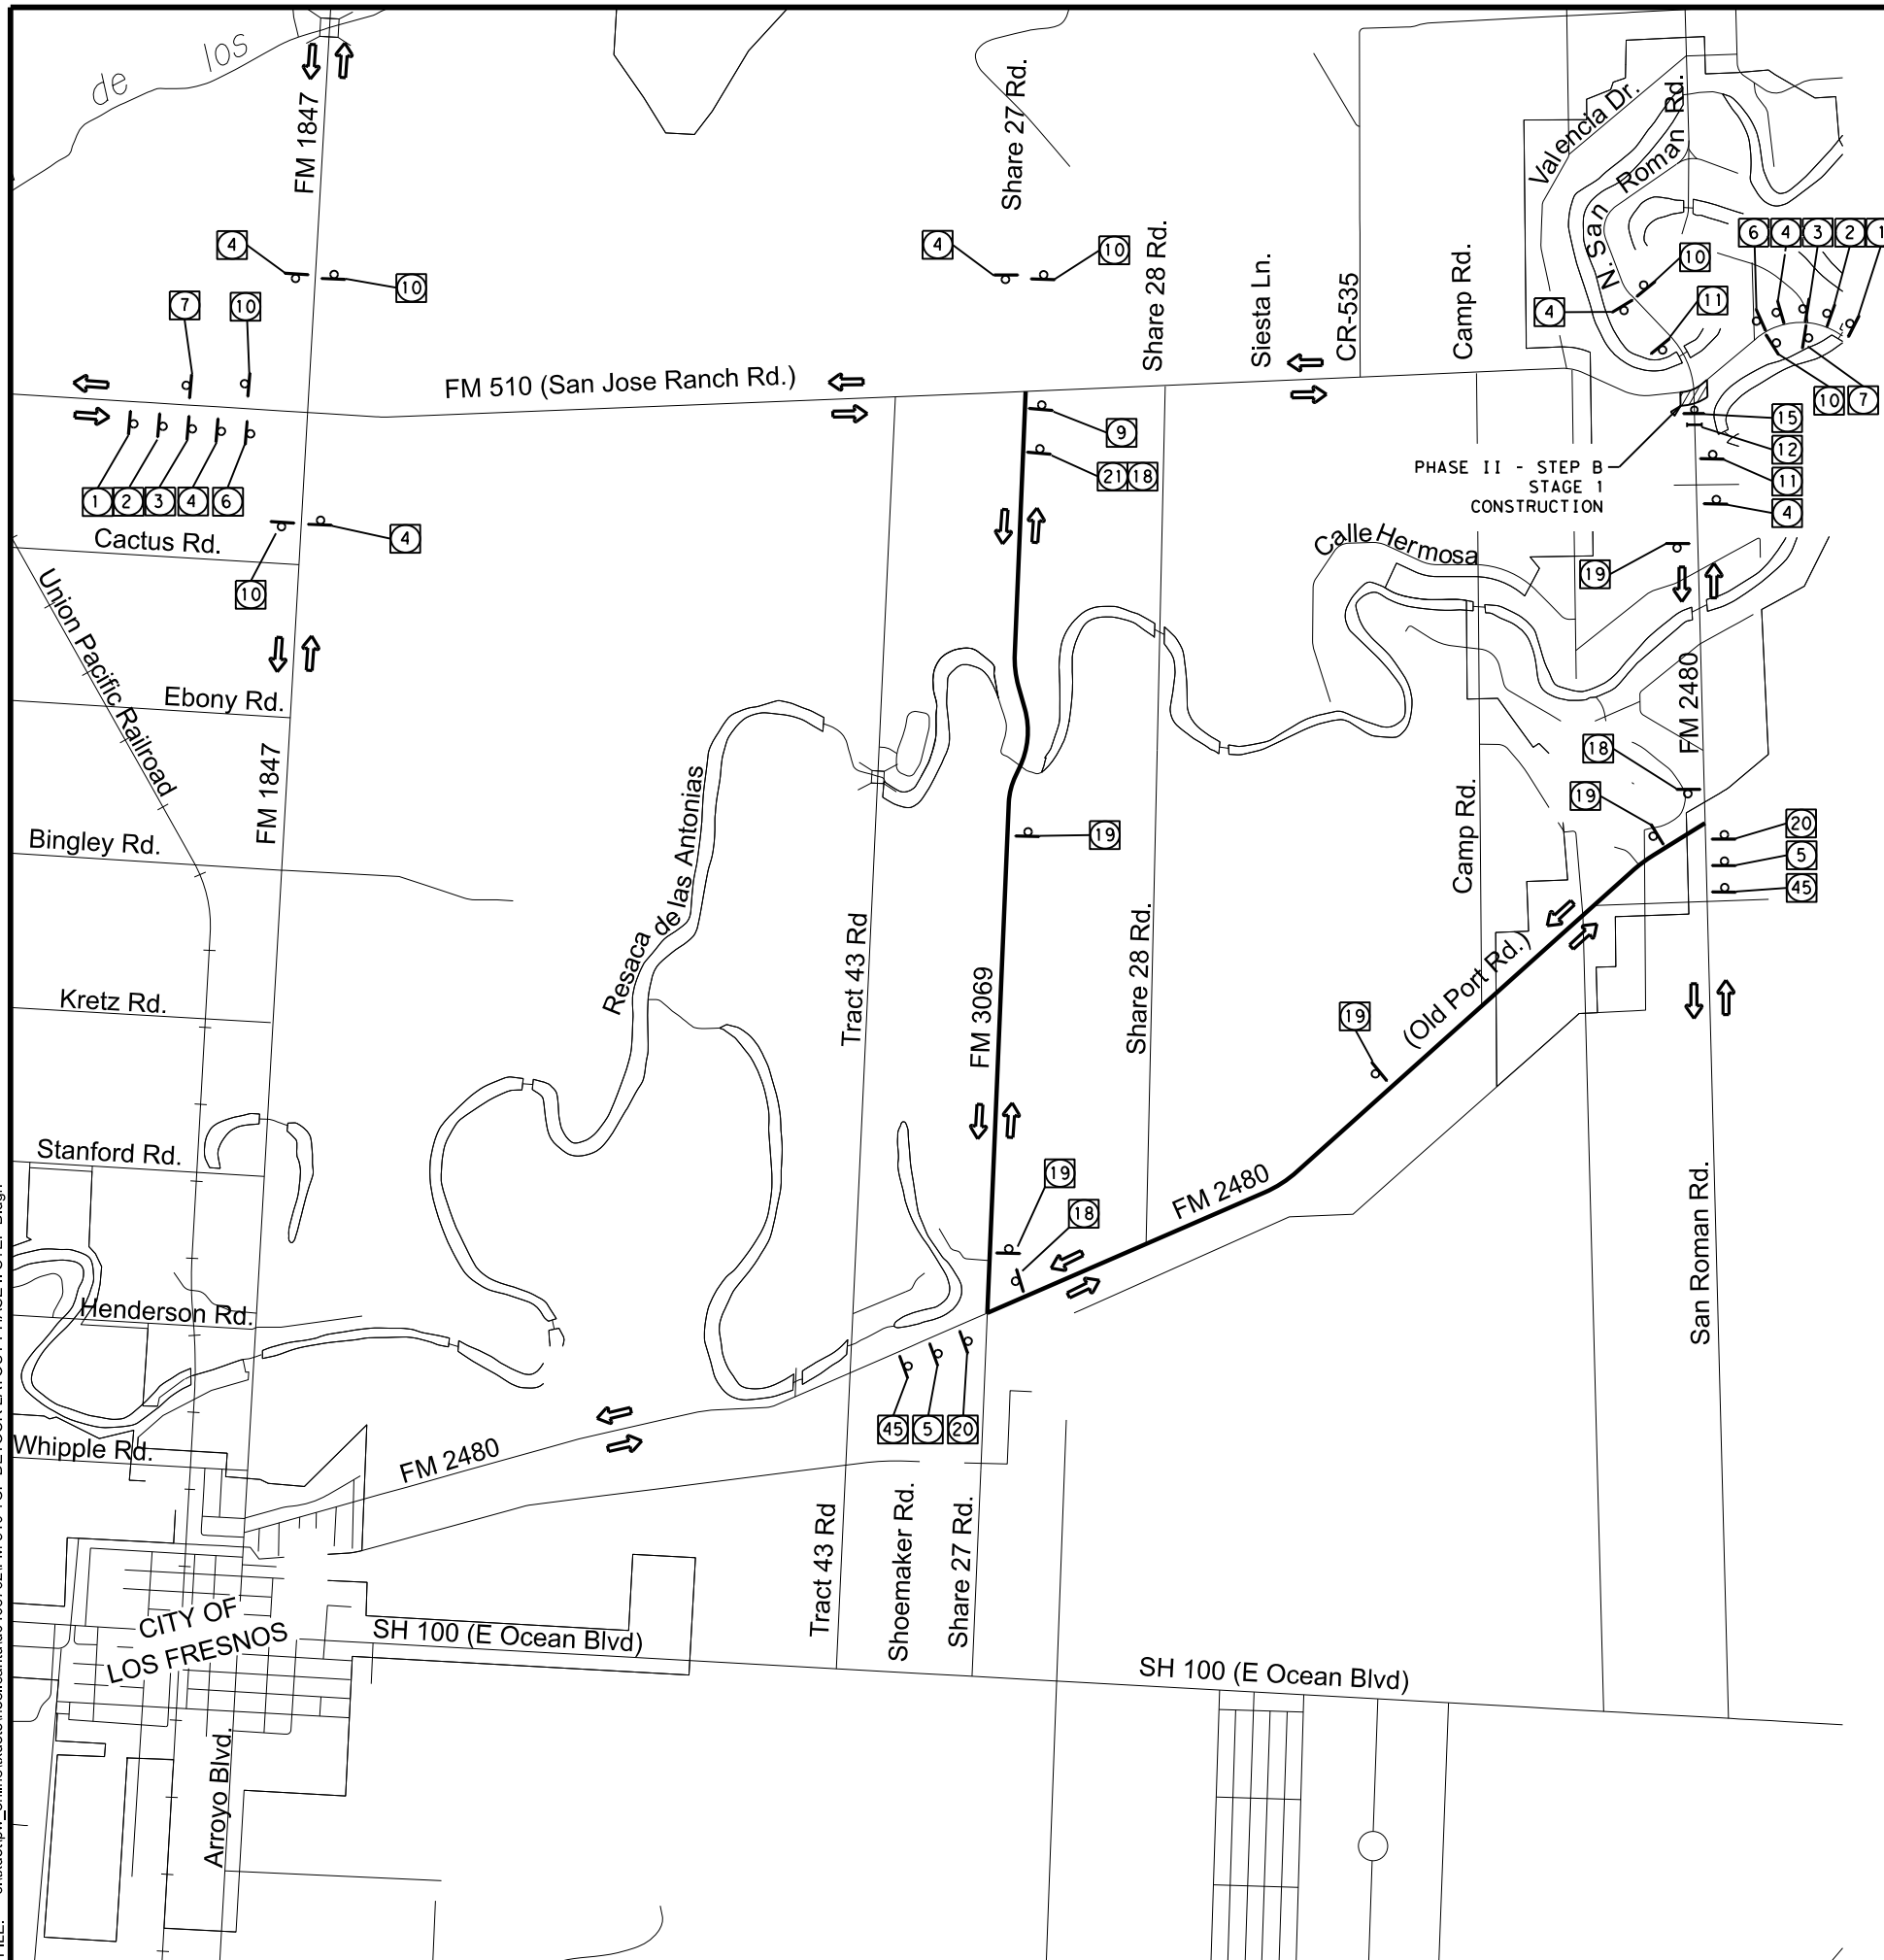 de los
FM 1847
Share 27 Rd.
Valencia Dr.
N. San Roman Rd.
4
10
4
10
Share 28 Rd.
Siesta Ln.
CR-535
Camp Rd.
6 4 3 2 1
10
4
11
7
10
FM 510 (San Jose Ranch Rd.)
10 7
9
15
12
21 18
11
4
PHASE II - STEP B
STAGE 1
CONSTRUCTION
1 2 3 4 6
Cactus Rd.
4
10
Calle Hermosa
19
Union Pacific Railroad
Ebony Rd.
FM 1847
FM 2480
18
19
20
5
45
Bingley Rd.
Resaca de las Antonias
19
Camp Rd.
Tract 43 Rd
FM 3069
Share 28 Rd.
(Old Port Rd.)
Kretz Rd.
19
Stanford Rd.
19
18
FM 2480
San Roman Rd.
Henderson Rd.
45 5 20
Whipple Rd.
FM 2480
Tract 43 Rd
Shoemaker Rd.
Share 27 Rd.
CITY OF
LOS FRESNOS
SH 100 (E Ocean Blvd)
SH 100 (E Ocean Blvd)
Arroyo Blvd.